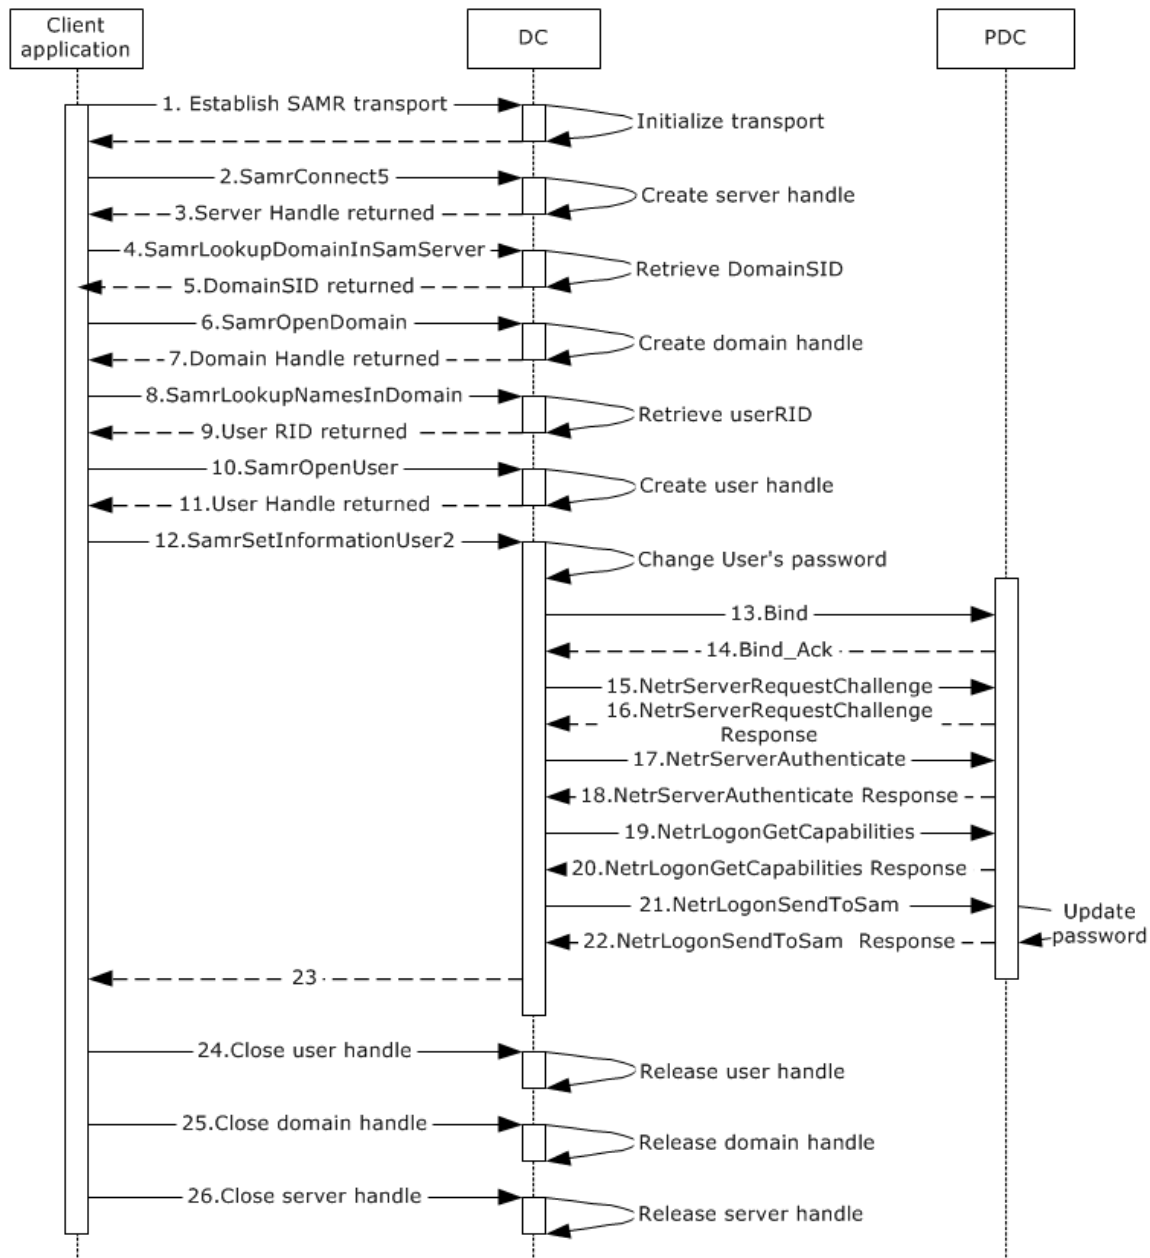 Client
application
DC
PDC
1. Establish SAMR transport
Initialize transport
2.SamrConnect5
Create server handle
3.Server Handle returned
4.SamrLookupDomainInSamServer
Retrieve DomainSID
5.DomainSID returned
6.SamrOpenDomain
Create domain handle
7.Domain Handle returned
8.SamrLookupNamesInDomain
Retrieve userRID
9.User RID returned
10.SamrOpenUser
Create user handle
11.User Handle returned
12.SamrSetInformationUser2
Change User's password
13.Bind
14.Bind_Ack
15.NetrServerRequestChallenge
16.NetrServerRequestChallenge
Response
17.NetrServerAuthenticate
18.NetrServerAuthenticate Response
19.NetrLogonGetCapabilities
20.NetrLogonGetCapabilities Response
21.NetrLogonSendToSam
Update
password
22.NetrLogonSendToSam Response
23
24.Close user handle
Release user handle
25.Close domain handle
Release domain handle
26.Close server handle
Release server handle